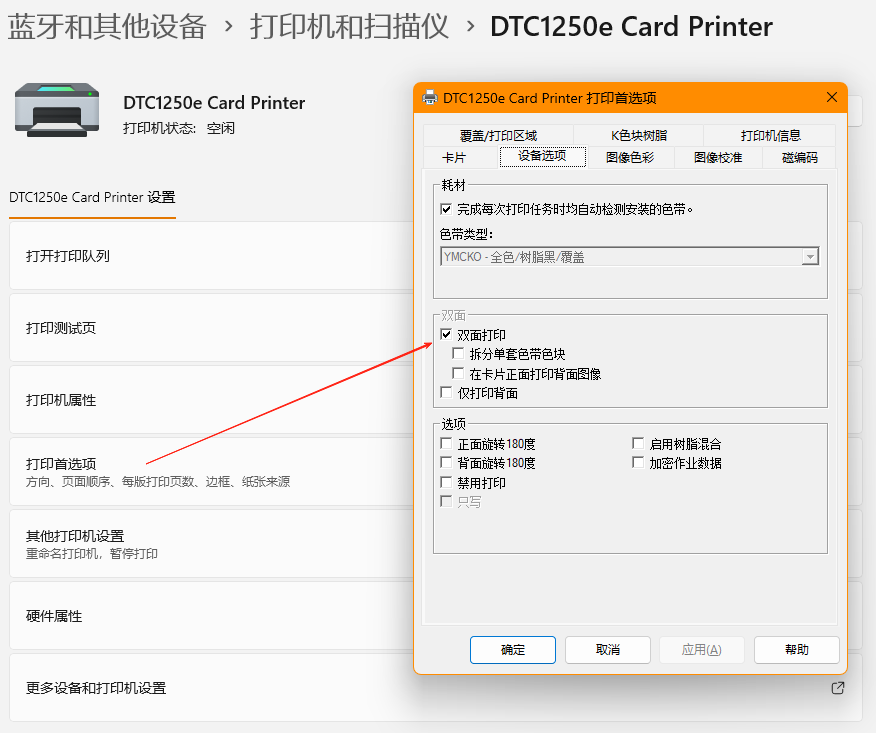 蓝牙和其他设备 › 打印机和扫描仪 › DTC1250e Card Printer
DTC1250e Card Printer
打印机状态: 空闲
DTC1250e Card Printer 设置
打开打印队列
打印测试页
打印机属性
打印首选项
方向、页面顺序、每版打印页数、边框、纸张来源
其他打印机设置
重命名打印机，暂停打印
硬件属性
更多设备和打印机设置
DTC1250e Card Printer 打印首选项
覆盖/打印区域 K色块树脂 打印机信息
卡片 设备选项 图像色彩 图像校准 磁编码
耗材
完成每次打印任务时均自动检测安装的色带。
色带类型:
YMCKO - 全色/树脂黑/覆盖
双面
双面打印
拆分单套色带色块
在卡片正面打印背面图像
仅打印背面
选项
正面旋转180度 启用树脂混合
背面旋转180度 加密作业数据
禁用打印
只写
确定 取消 应用(A) 帮助